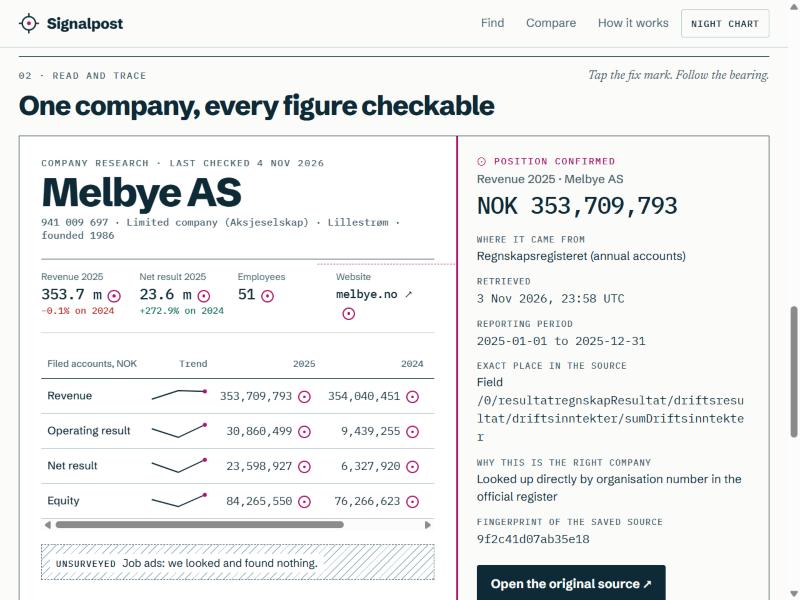 Signalpost
Find
Compare
How it works
NIGHT CHART
02 · READ AND TRACE
Tap the fix mark. Follow the bearing.
One company, every figure checkable
COMPANY RESEARCH · LAST CHECKED 4 NOV 2026
Melbye AS
941 009 697 · Limited company (Aksjeselskap) · Lillestrøm ·
founded 1986
Revenue 2025
353.7 m
−0.1% on 2024
Net result 2025
23.6 m
+272.9% on 2024
Employees
51
Website
melbye.no ↗
Filed accounts, NOK Trend 2025 2024
Revenue 353,709,793 354,040,451
Operating result 30,860,499 9,439,255
Net result 23,598,927 6,327,920
Equity 84,265,550 76,266,623
UNSURVEYED Job ads: we looked and found nothing.
POSITION CONFIRMED
Revenue 2025 · Melbye AS
NOK 353,709,793
WHERE IT CAME FROM
Regnskapsregisteret (annual accounts)
RETRIEVED
3 Nov 2026, 23:58 UTC
REPORTING PERIOD
2025-01-01 to 2025-12-31
EXACT PLACE IN THE SOURCE
Field
/0/resultatregnskapResultat/driftsresu
ltat/driftsinntekter/sumDriftsinntekte
r
WHY THIS IS THE RIGHT COMPANY
Looked up directly by organisation number in the
official register
FINGERPRINT OF THE SAVED SOURCE
9f2c41d07ab35e18
Open the original source ↗